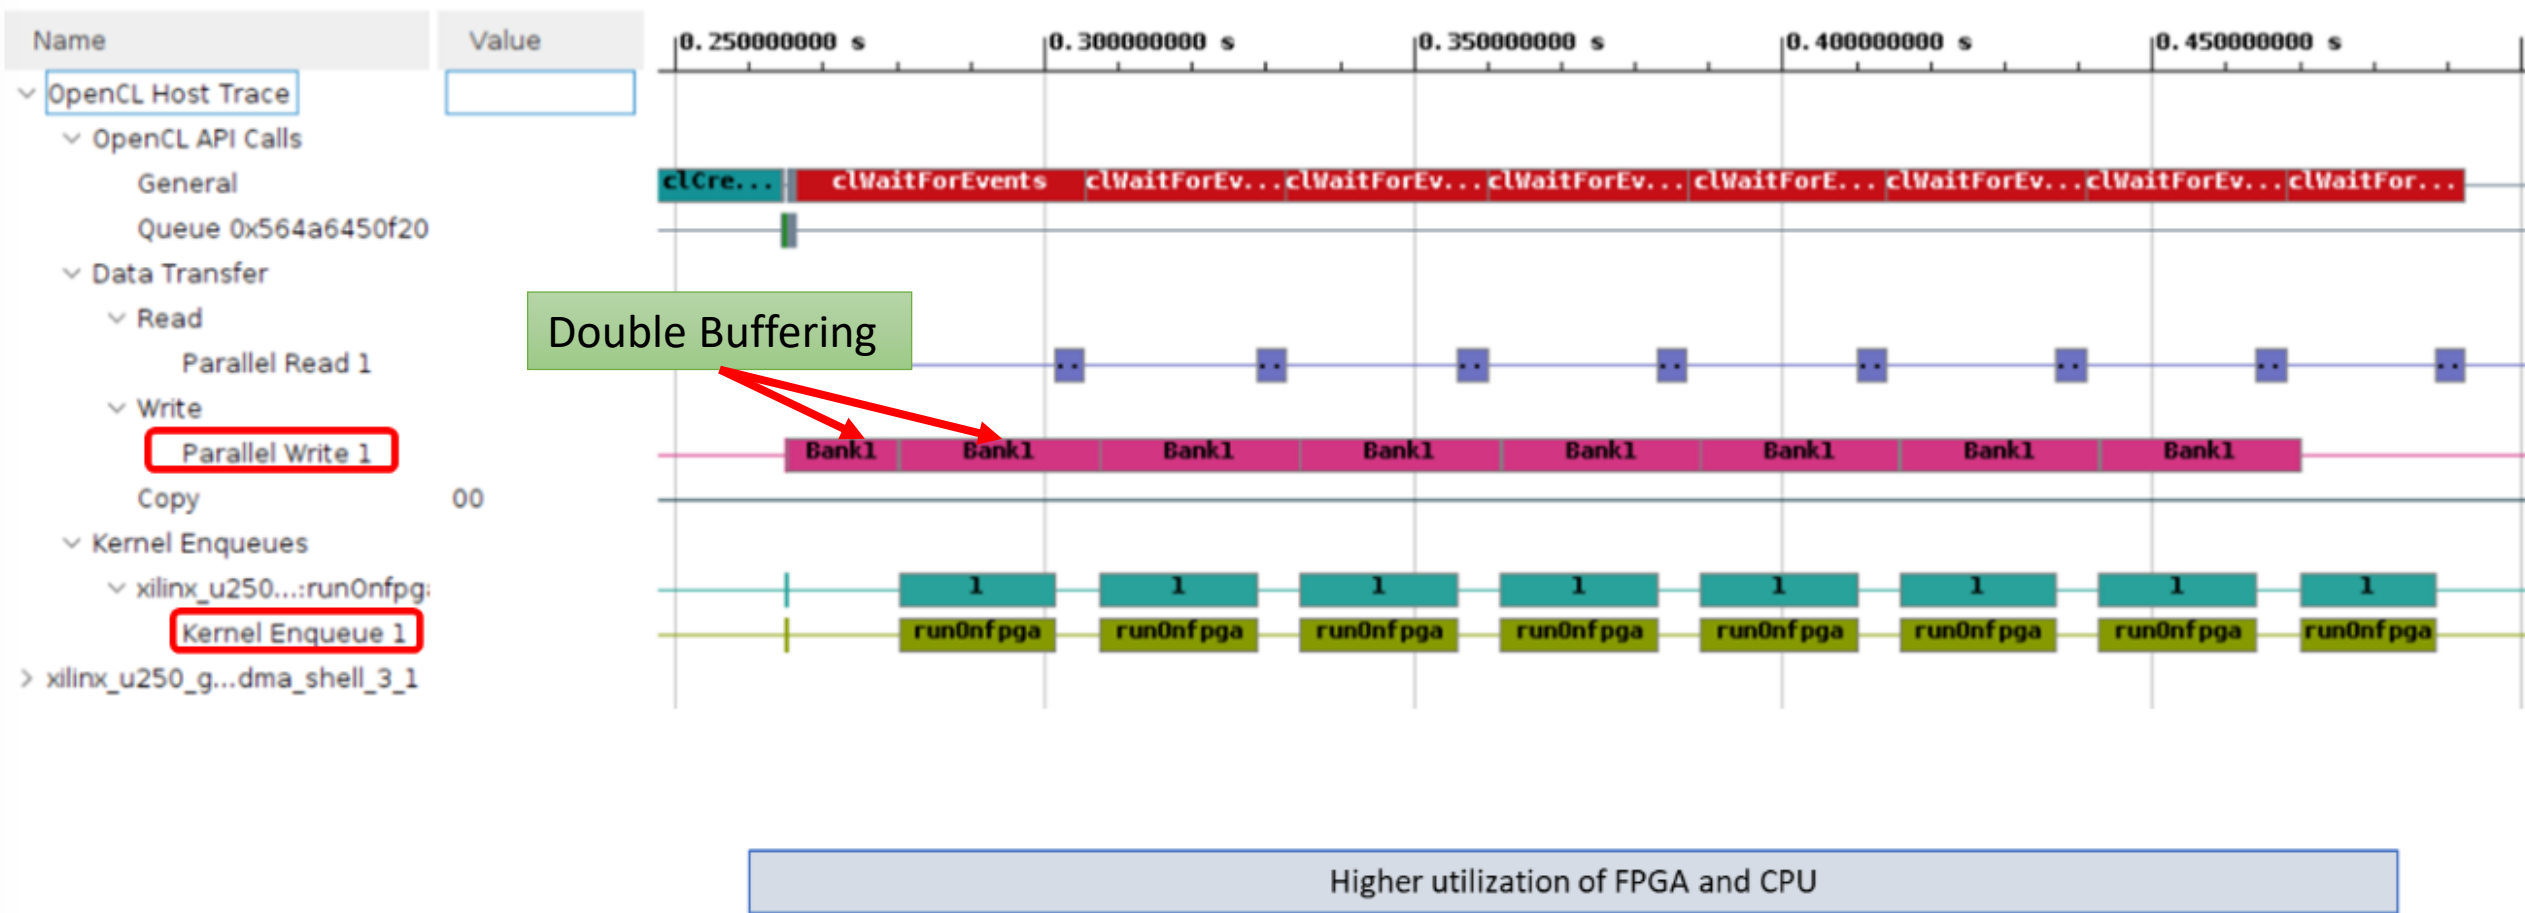 Name Value 0.250000000 s 0.300000000 s 0.350000000 s 0.400000000 s 0.450000000 s
OpenCL Host Trace
OpenCL API Calls
General clCre... clWaitForEvents clWaitForEv... clWaitForEv... clWaitForEv... clWaitForE... clWaitForEv... clWaitForEv... clWaitFor...
Queue 0x564a6450f20
Data Transfer
Read
Double Buffering
Parallel Read 1 .. .. .. .. .. .. .. ..
Write
Parallel Write 1 Bank1 Bank1 Bank1 Bank1 Bank1 Bank1 Bank1 Bank1
Copy 00
Kernel Enqueues
xilinx_u250...:runOnfpga 1 1 1 1 1 1 1 1
Kernel Enqueue 1 runOnfpga runOnfpga runOnfpga runOnfpga runOnfpga runOnfpga runOnfpga runOnfpga
xilinx_u250_g...dma_shell_3_1
Higher utilization of FPGA and CPU